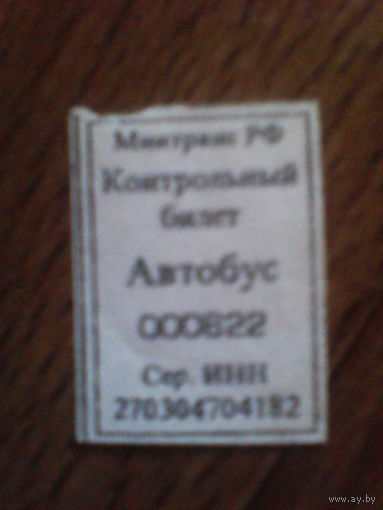 Минтранс РФ
Контрольный
билет
Автобус
000622
Сер. ИНН
270304704182
www.ay.by